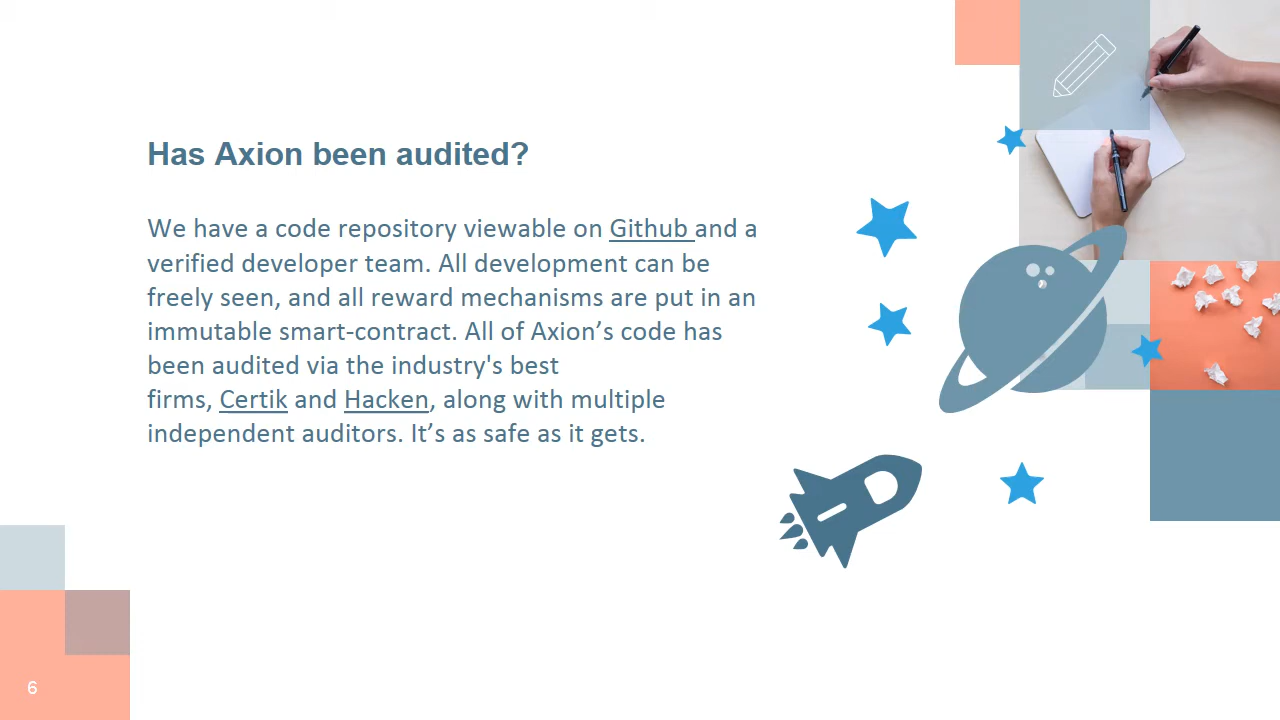 Has Axion been audited?
We have a code repository viewable on Github and a
verified developer team. All development can be
freely seen, and all reward mechanisms are put in an
immutable smart-contract. All of Axion’s code has
been audited via the industry's best
firms, Certik and Hacken, along with multiple
independent auditors. It’s as safe as it gets.
6